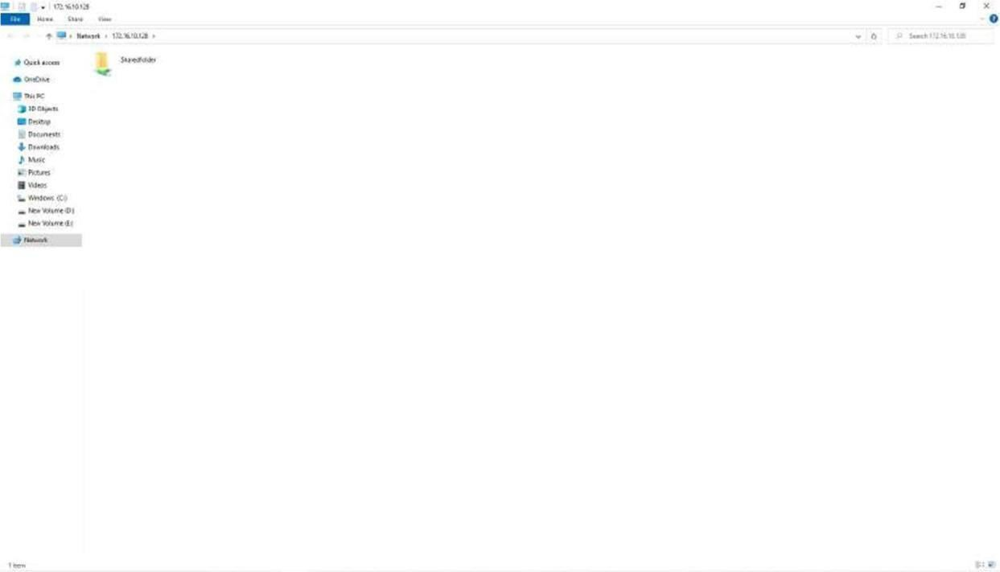 172.16.10.128
File Home Share View
Network › 172.16.10.128 ›
Search 172.16.10.128
Quick access
OneDrive
This PC
3D Objects
Desktop
Documents
Downloads
Music
Pictures
Videos
Windows (C:)
New Volume (D:)
New Volume (E:)
Network
Sharedfolder
1 item